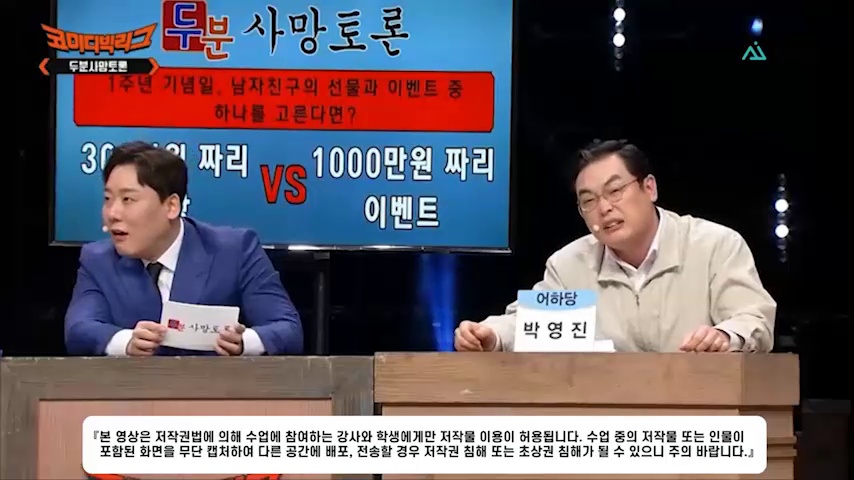 코미디빅리그
두분사망토론
두분 사망토론
1주년 기념일, 남자친구의 선물과 이벤트 중
하나를 고른다면?
짜리
VS
1000만원 짜리
이벤트
두분 사망토론
어하당
박영진
『본 영상은 저작권법에 의해 수업에 참여하는 강사와 학생에게만 저작물 이용이 허용됩니다. 수업 중의 저작물 또는 인물이
포함된 화면을 무단 캡처하여 다른 공간에 배포, 전송할 경우 저작권 침해 또는 초상권 침해가 될 수 있으니 주의 바랍니다.』